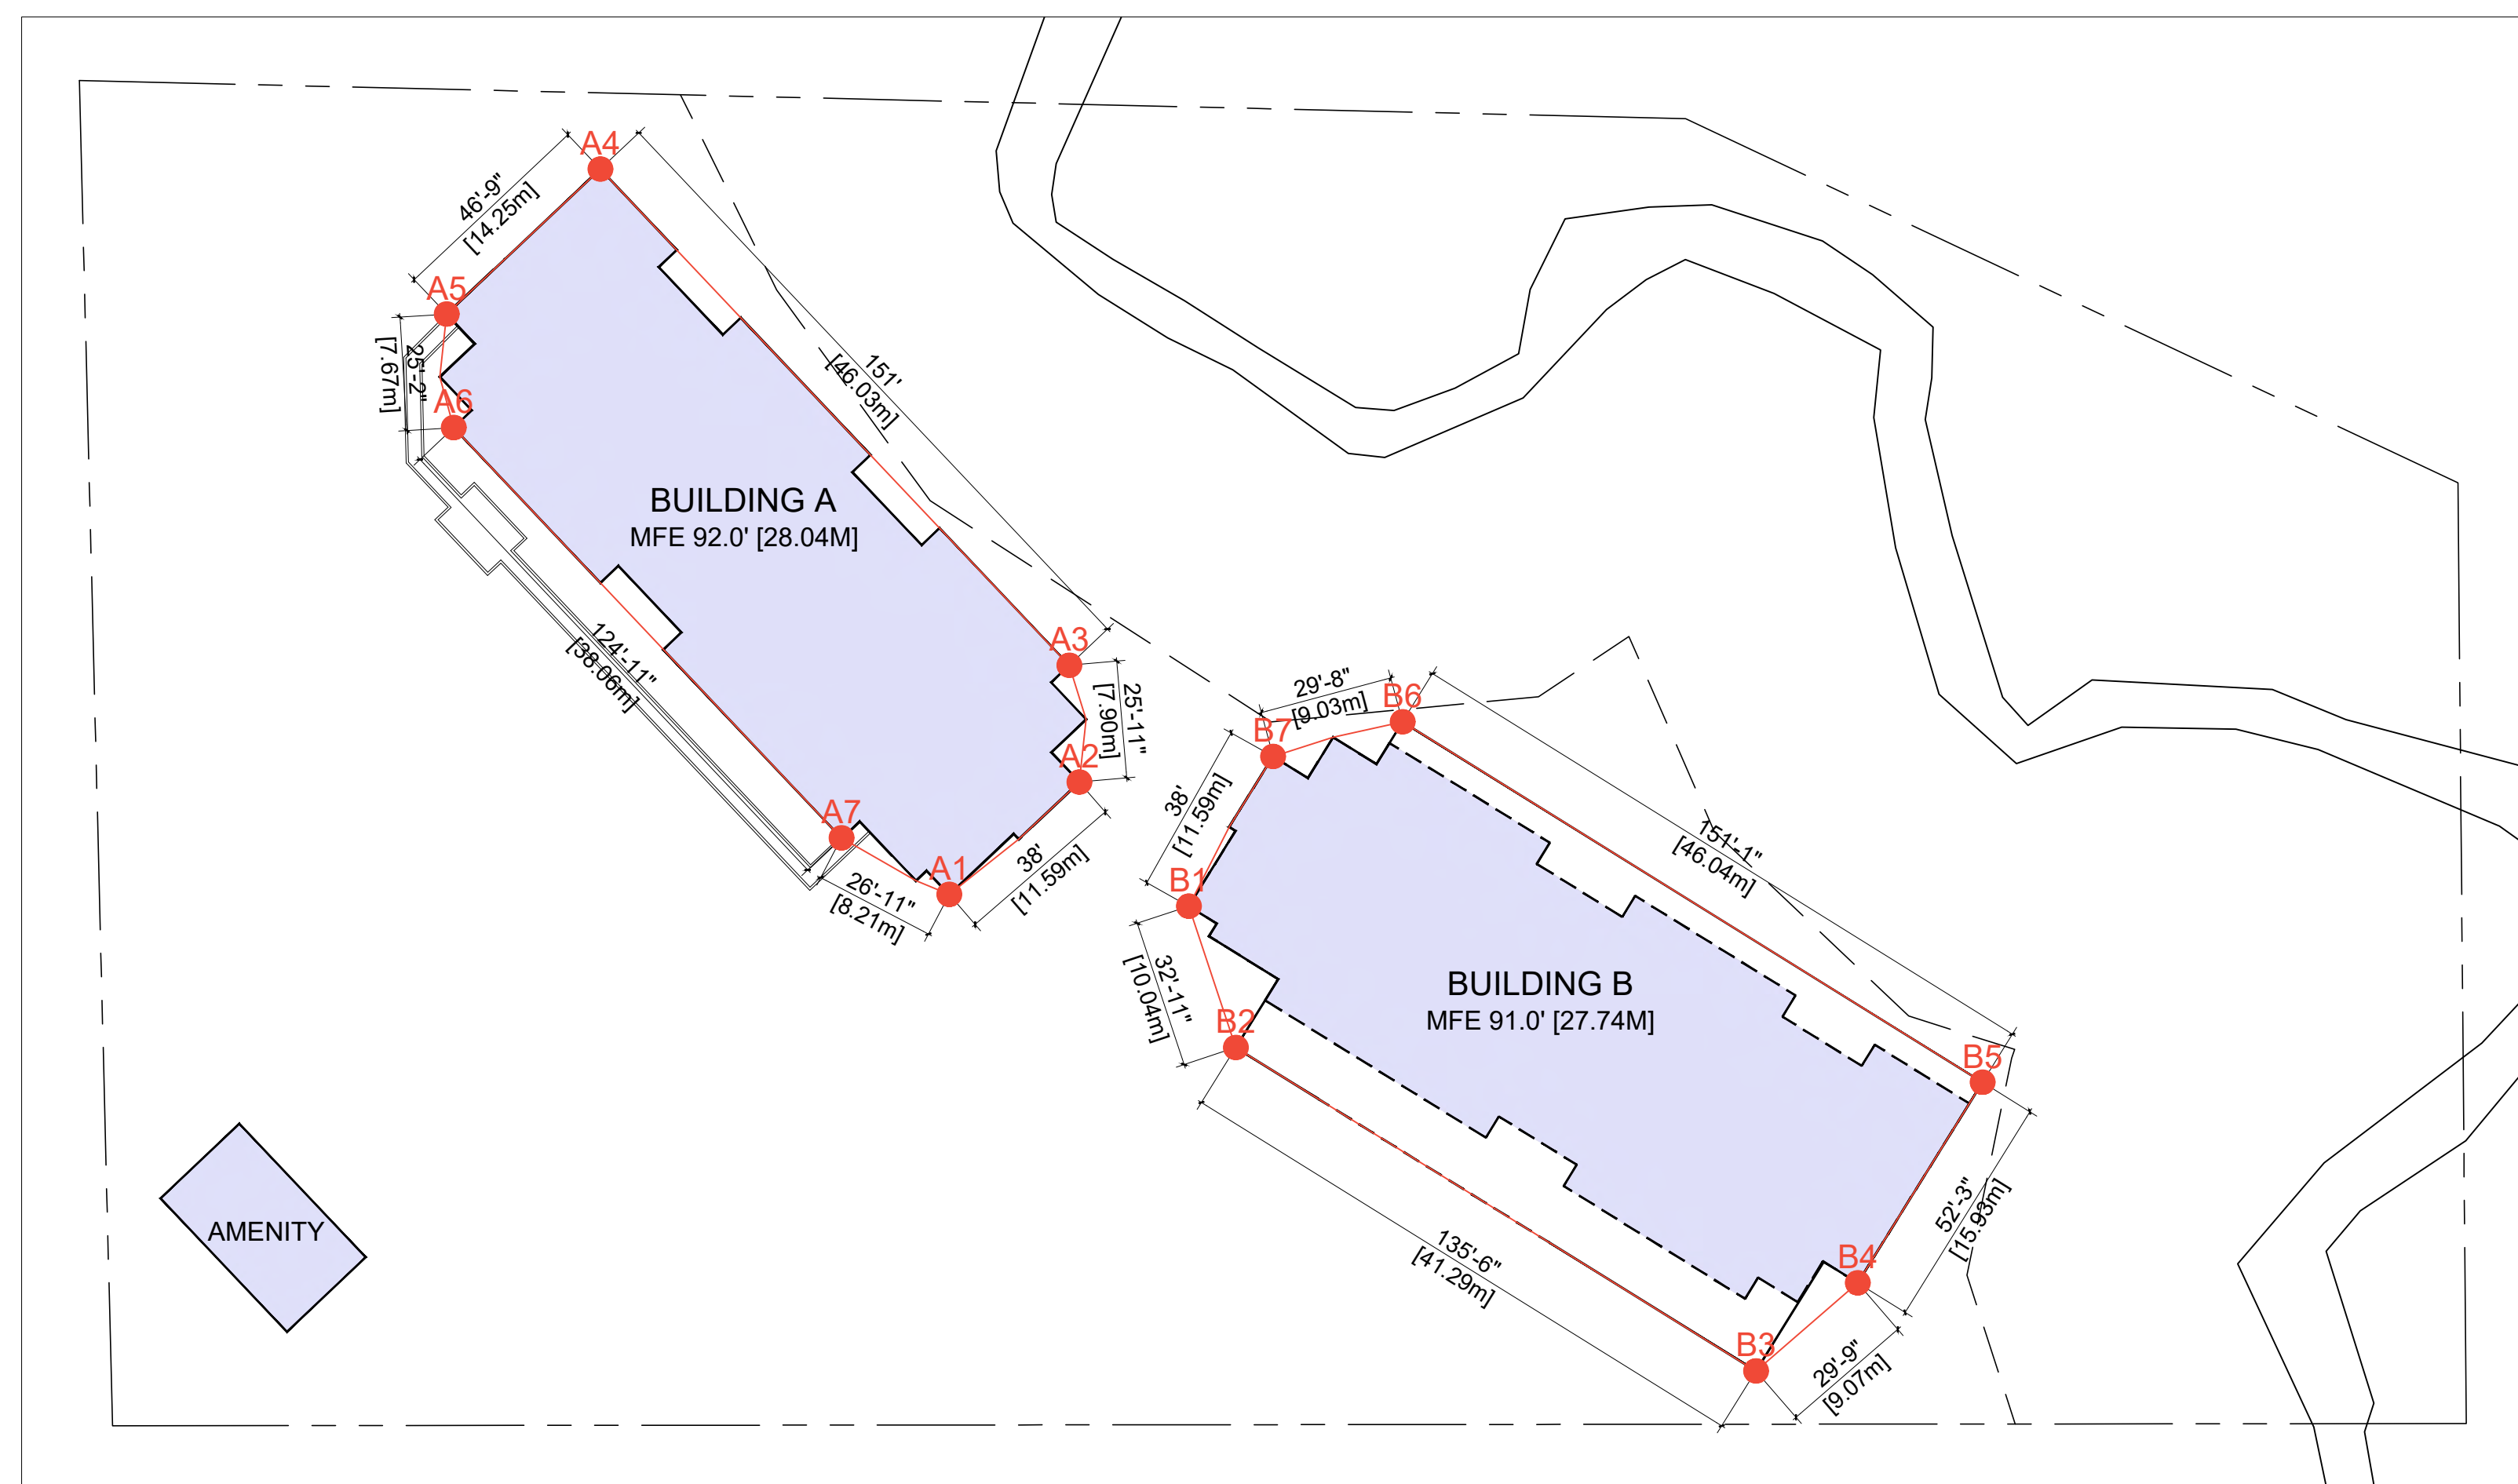 A4
46'-9"
[14.25m]
A5
25'-2"
[7.67m]
A6
151'
[46.03m]
BUILDING A
MFE 92.0' [28.04M]
124'-11"
[38.06m]
A3
25'-11"
[7.90m]
A2
A7
A1
26'-11"
[8.21m]
38'
[11.59m]
29'-8"
[9.03m]
B6
B7
38'
[11.59m]
B1
151'-1"
[46.04m]
32'-11"
[10.04m]
B2
BUILDING B
MFE 91.0' [27.74M]
B5
52'-3"
[15.93m]
B4
135'-6"
[41.29m]
B3
29'-9"
[9.07m]
AMENITY